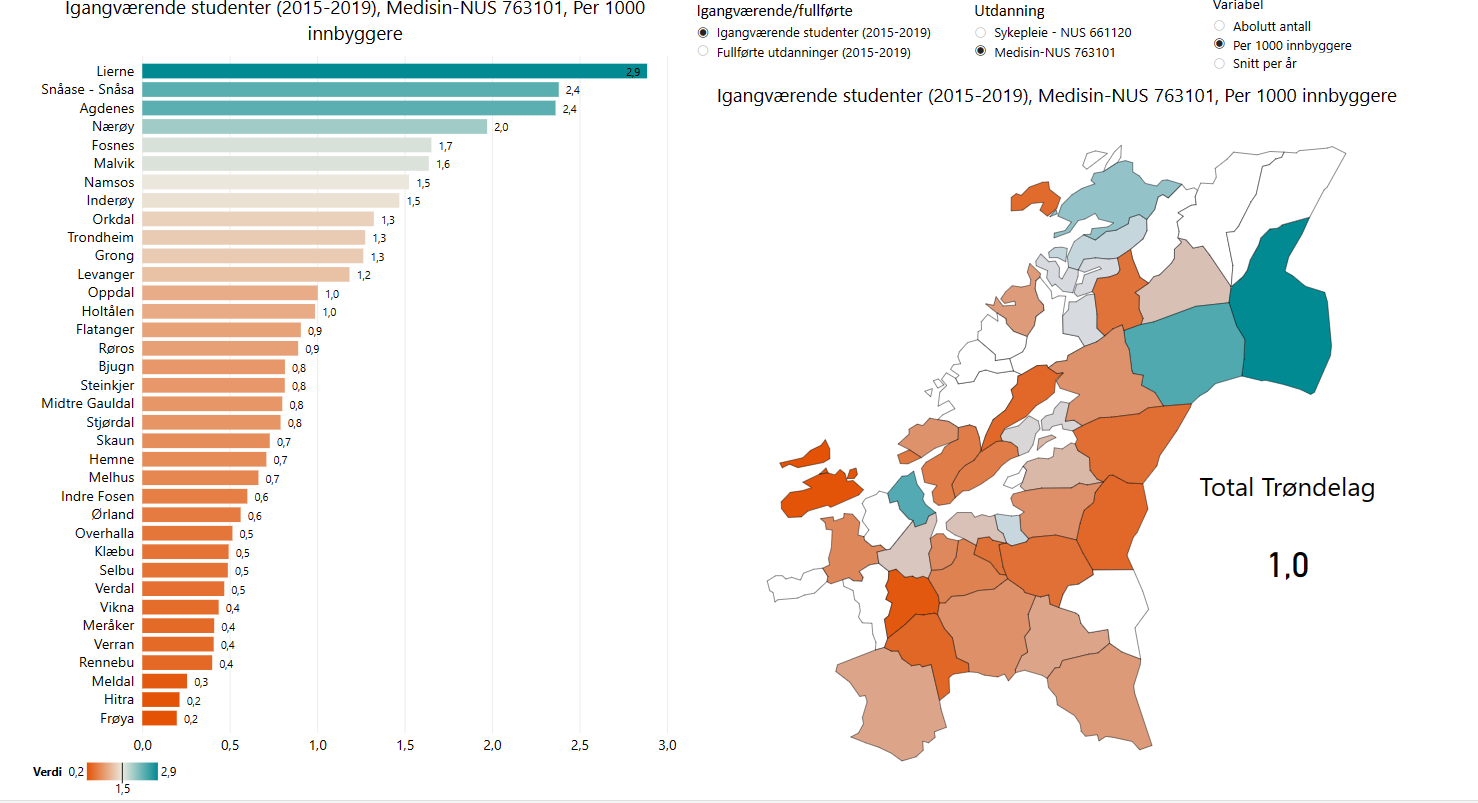 Igangværende studenter (2015-2019), Medisin-NUS 763101, Per 1000
innbyggere
Lierne 2,9
Snåase - Snåsa 2,4
Agdenes 2,4
Nærøy 2,0
Fosnes 1,7
Malvik 1,6
Namsos 1,5
Inderøy 1,5
Orkdal 1,3
Trondheim 1,3
Grong 1,3
Levanger 1,2
Oppdal 1,0
Holtålen 1,0
Flatanger 0,9
Røros 0,9
Bjugn 0,8
Steinkjer 0,8
Midtre Gauldal 0,8
Stjørdal 0,8
Skaun 0,7
Hemne 0,7
Melhus 0,7
Indre Fosen 0,6
Ørland 0,6
Overhalla 0,5
Klæbu 0,5
Selbu 0,5
Verdal 0,5
Vikna 0,4
Meråker 0,4
Verran 0,4
Rennebu 0,4
Meldal 0,3
Hitra 0,2
Frøya 0,2
0,0 0,5 1,0 1,5 2,0 2,5 3,0
Verdi 0,2 2,9
1,5
Igangværende/fullførte
Igangværende studenter (2015-2019)
Fullførte utdanninger (2015-2019)
Utdanning
Sykepleie - NUS 661120
Medisin-NUS 763101
Variabel
Abolutt antall
Per 1000 innbyggere
Snitt per år
Igangværende studenter (2015-2019), Medisin-NUS 763101, Per 1000 innbyggere
Total Trøndelag
1,0